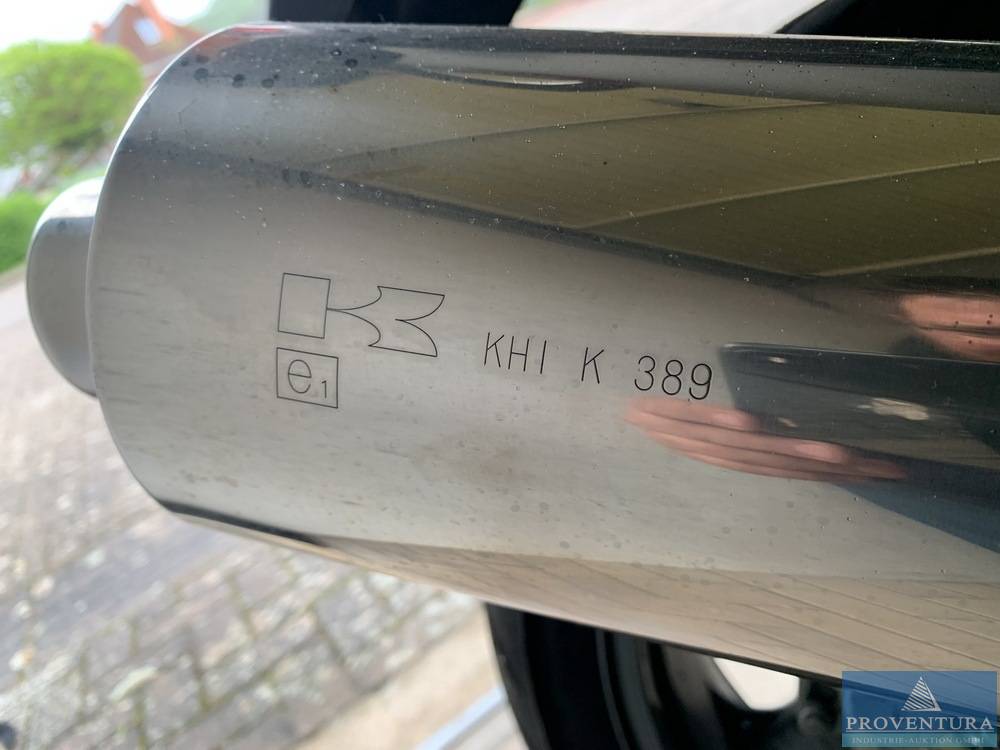 K
e1
KHI K 389
PROVENTURA
INDUSTRIE-AUKTION GMBH